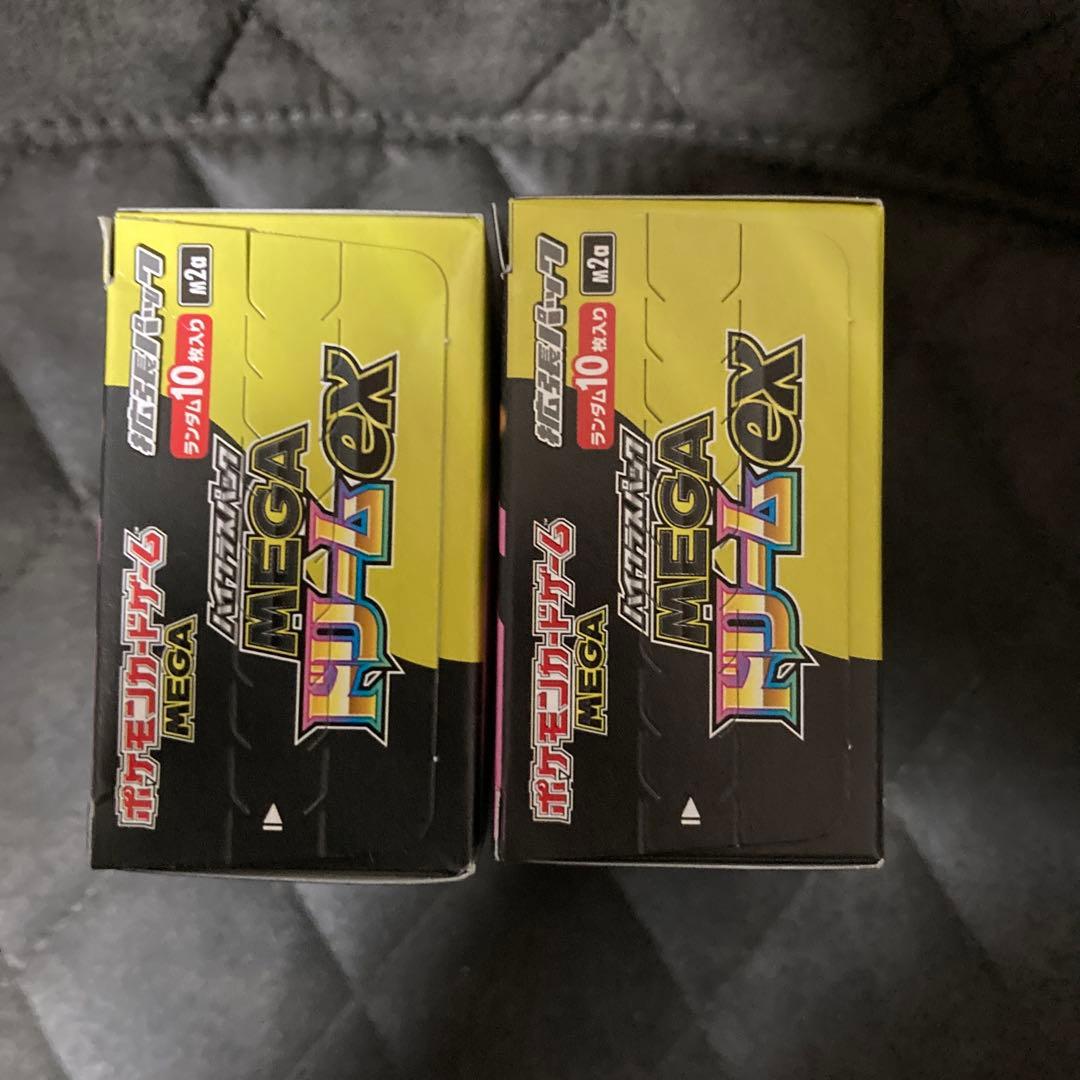 拡張パック
M2a
ランダム10枚入り
ポケモンカードゲーム
MEGA
ハイクラスパック
MEGA
ドリームex
拡張パック
M2a
ランダム10枚入り
ポケモンカードゲーム
MEGA
ハイクラスパック
MEGA
ドリームex